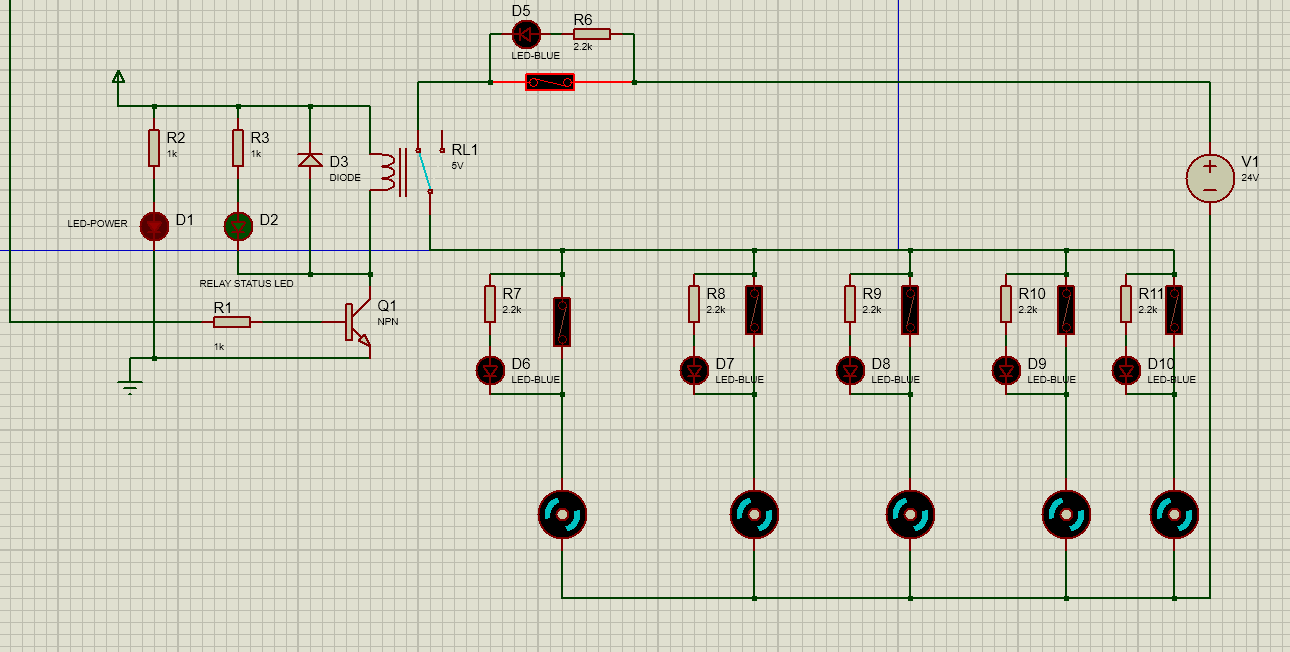 D5
R6
LED-BLUE
2.2k
R2
1k
R3
1k
D3
DIODE
RL1
5V
V1
24V
LED-POWER
D1
D2
RELAY STATUS LED
R1
1k
Q1
NPN
R7
2.2k
R8
2.2k
R9
2.2k
R10
2.2k
R11
2.2k
D6
LED-BLUE
D7
LED-BLUE
D8
LED-BLUE
D9
LED-BLUE
D10
LED-BLUE